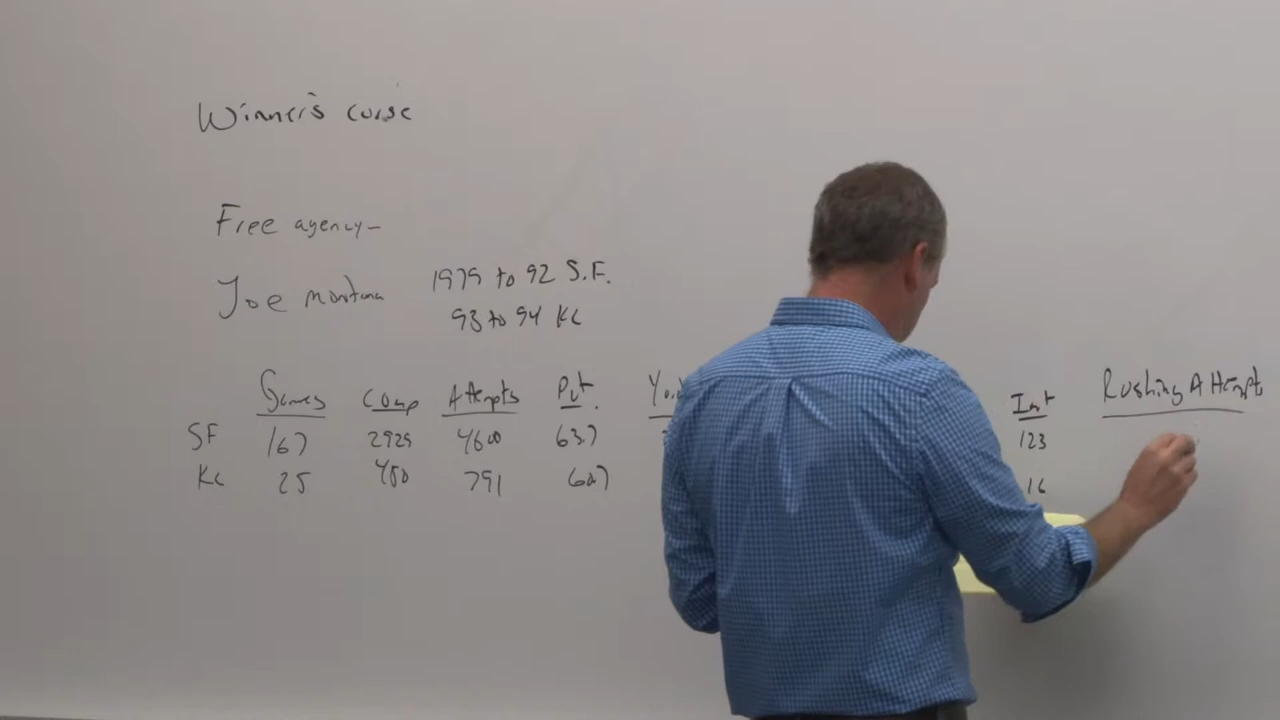 Winner's curse
Free agency-
Joe Montana 1979 to 92 S.F.
93 to 94 KC
Games Comp Attempts Pct. Int Rushing Attempts
SF 167 2929 4600 63.7 123
KC 25 480 791 60.7 16